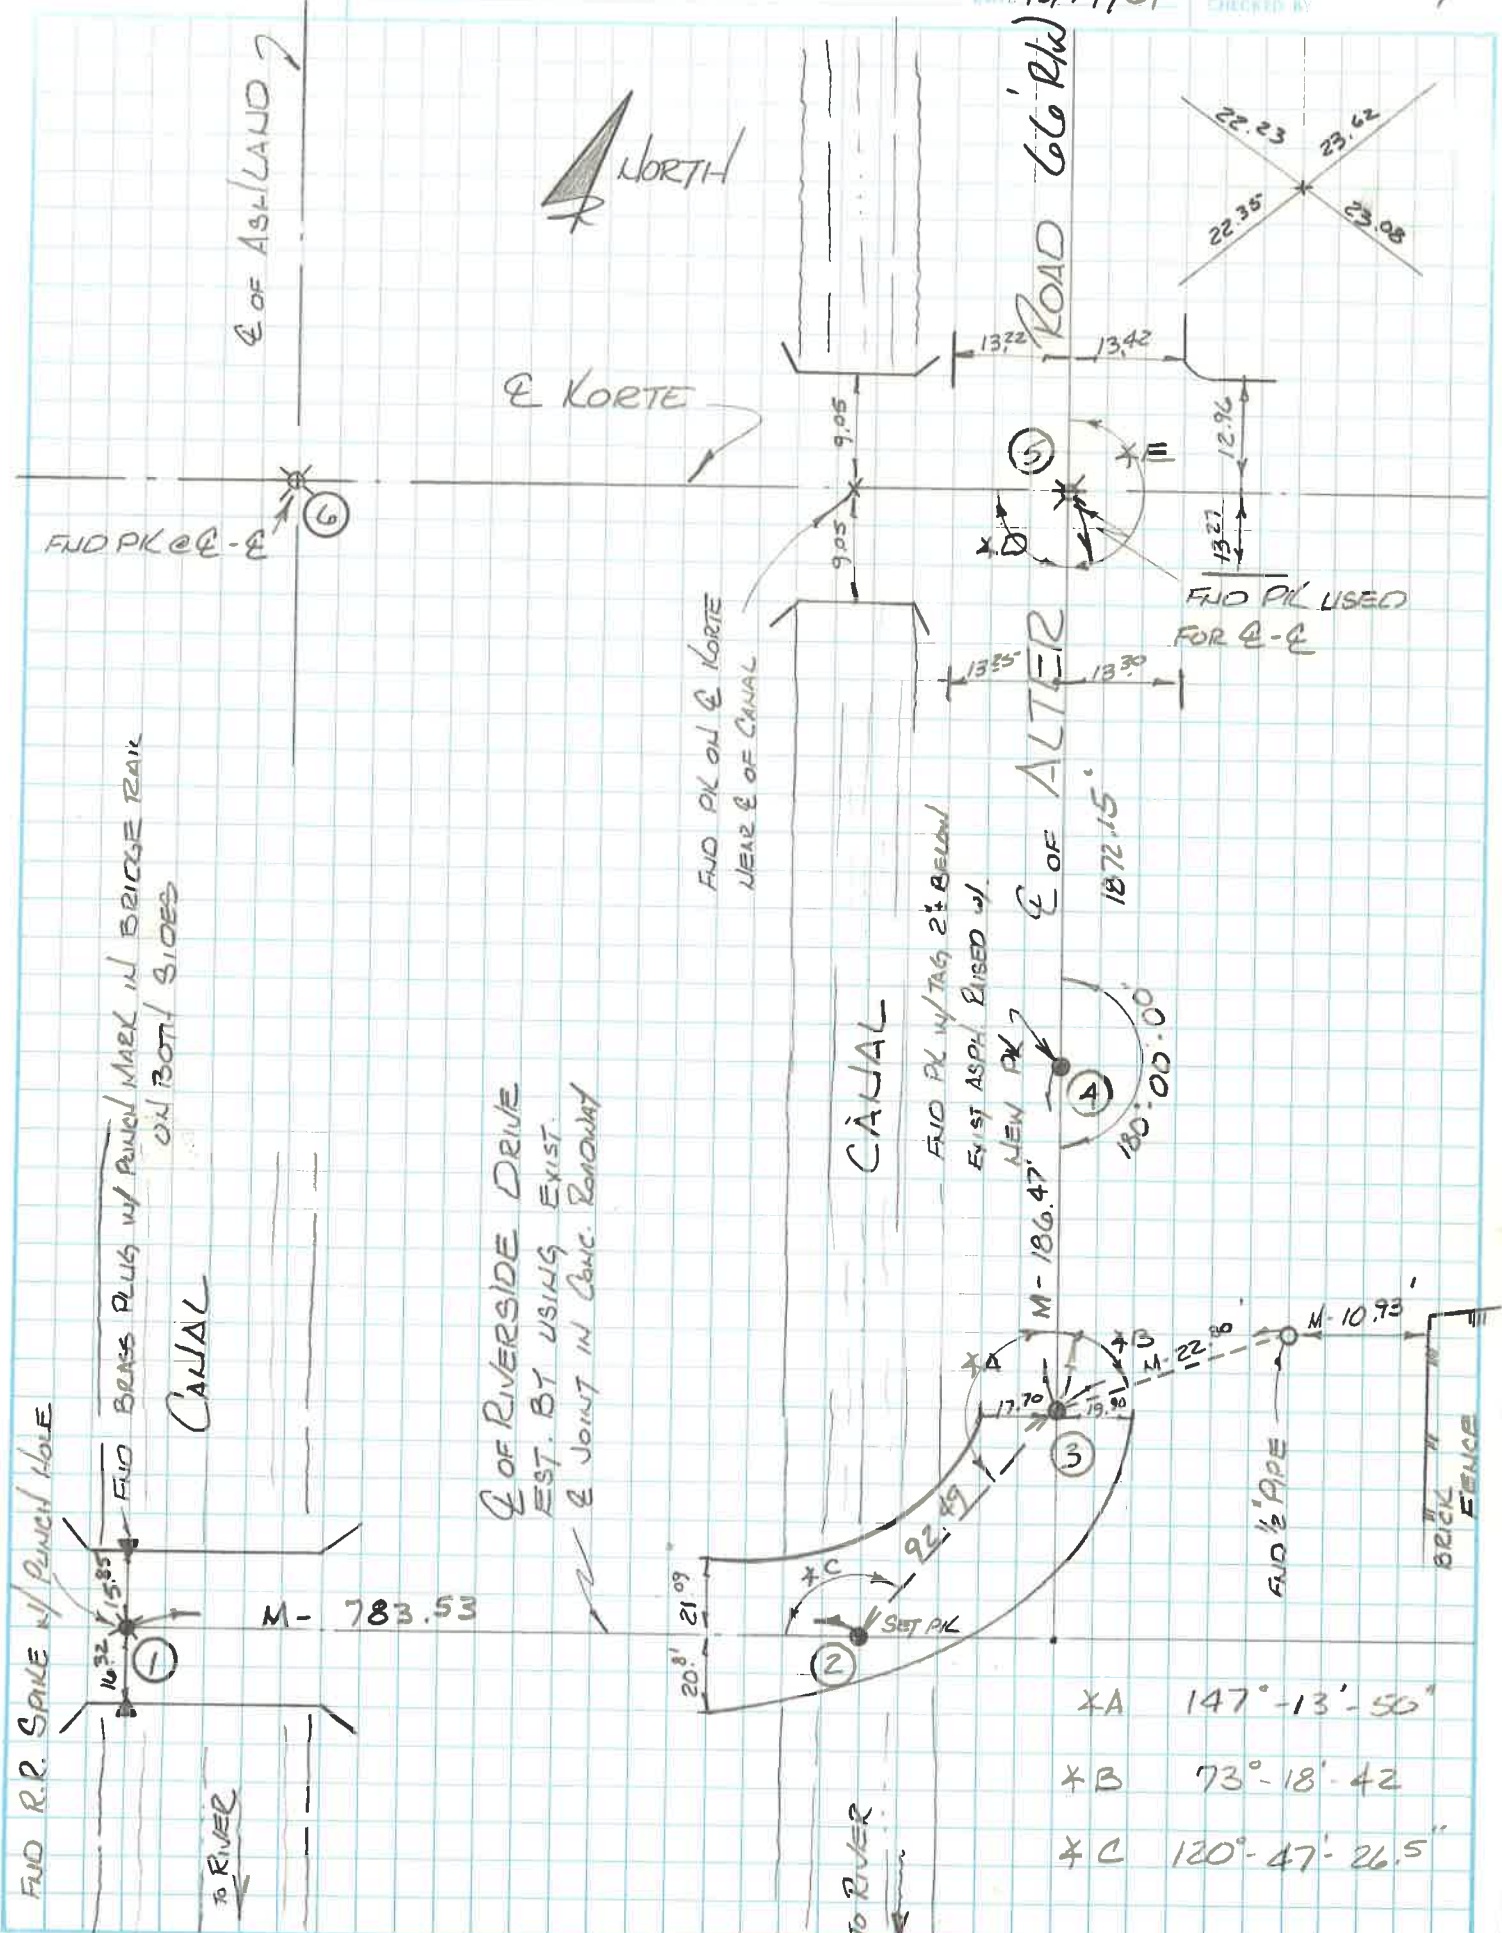 CHECKED BY
℄ OF ASHLAND
NORTH
ROAD 66' R/W
22.23
23.62
22.35
23.08
13.22
13.42
℄ KORTE
9.05
9.05
5
∡E
12.96
13.27
∡D
6
FND PK @ ℄-℄
FND PK USED
FOR ℄-℄
FND PK ON ℄ KORTE
NEAR ℄ OF CANAL
13.35
13.30
℄ OF ALTER
1872.15'
FND BRASS PLUG W/ PUNCH MARK IN BRIDGE RAIL
ON BOTH SIDES
CANAL
CANAL
FND PK W/ TAG 2"± BELOW
EXIST ASPH. RAISED W/
NEW PK
4
180°-00'-00"
M-186.47'
℄ OF RIVERSIDE DRIVE
EST. BY USING EXIST.
℄ JOINT IN CONC. ROADWAY
∡A
∡B
M-22.80'
M-10.93'
17.70
19.90
3
92.49
FND 1/2" PIPE
BRICK
FENCE
FND R.R. SPIKE W/ PUNCH HOLE
15.85
16.32
1
M- 783.53
21.09
20.81
∡C
SET PK
2
TO RIVER
TO RIVER
∡A 147°-13'-50"
∡B 73°-18'-42
∡C 120°-47'-26.5"